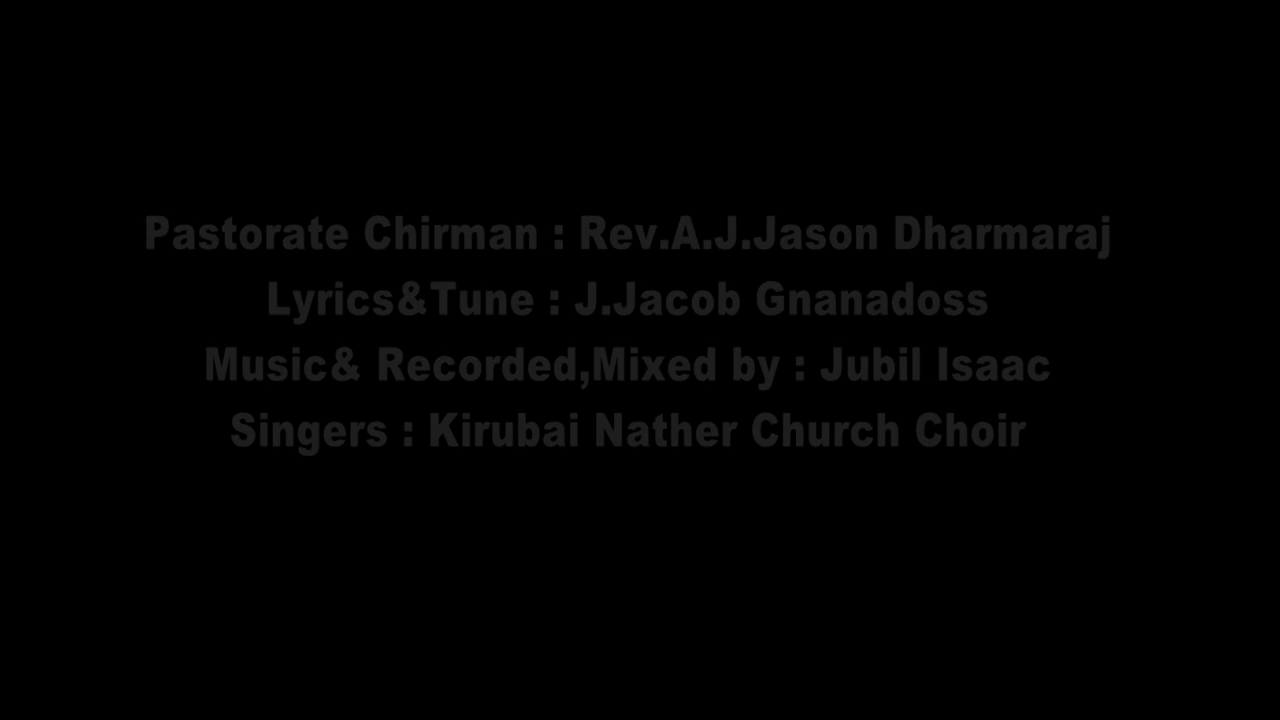 Pastorate Chirman : Rev.A.J.Jason Dharmaraj
Lyrics&Tune : J.Jacob Gnanadoss
Music& Recorded,Mixed by : Jubil Isaac
Singers : Kirubai Nather Church Choir